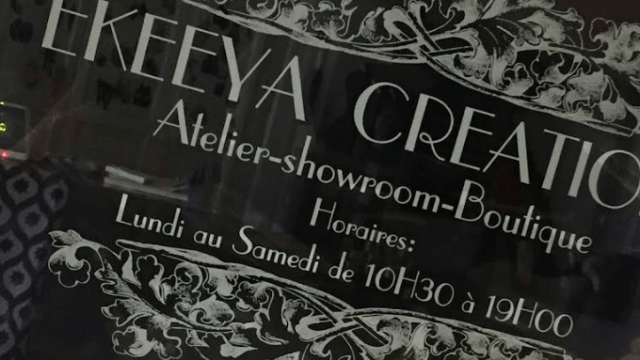 EKEEYA CREATIO
Atelier-showroom-Boutique
Horaires:
Lundi au Samedi de 10H30 à 19H00